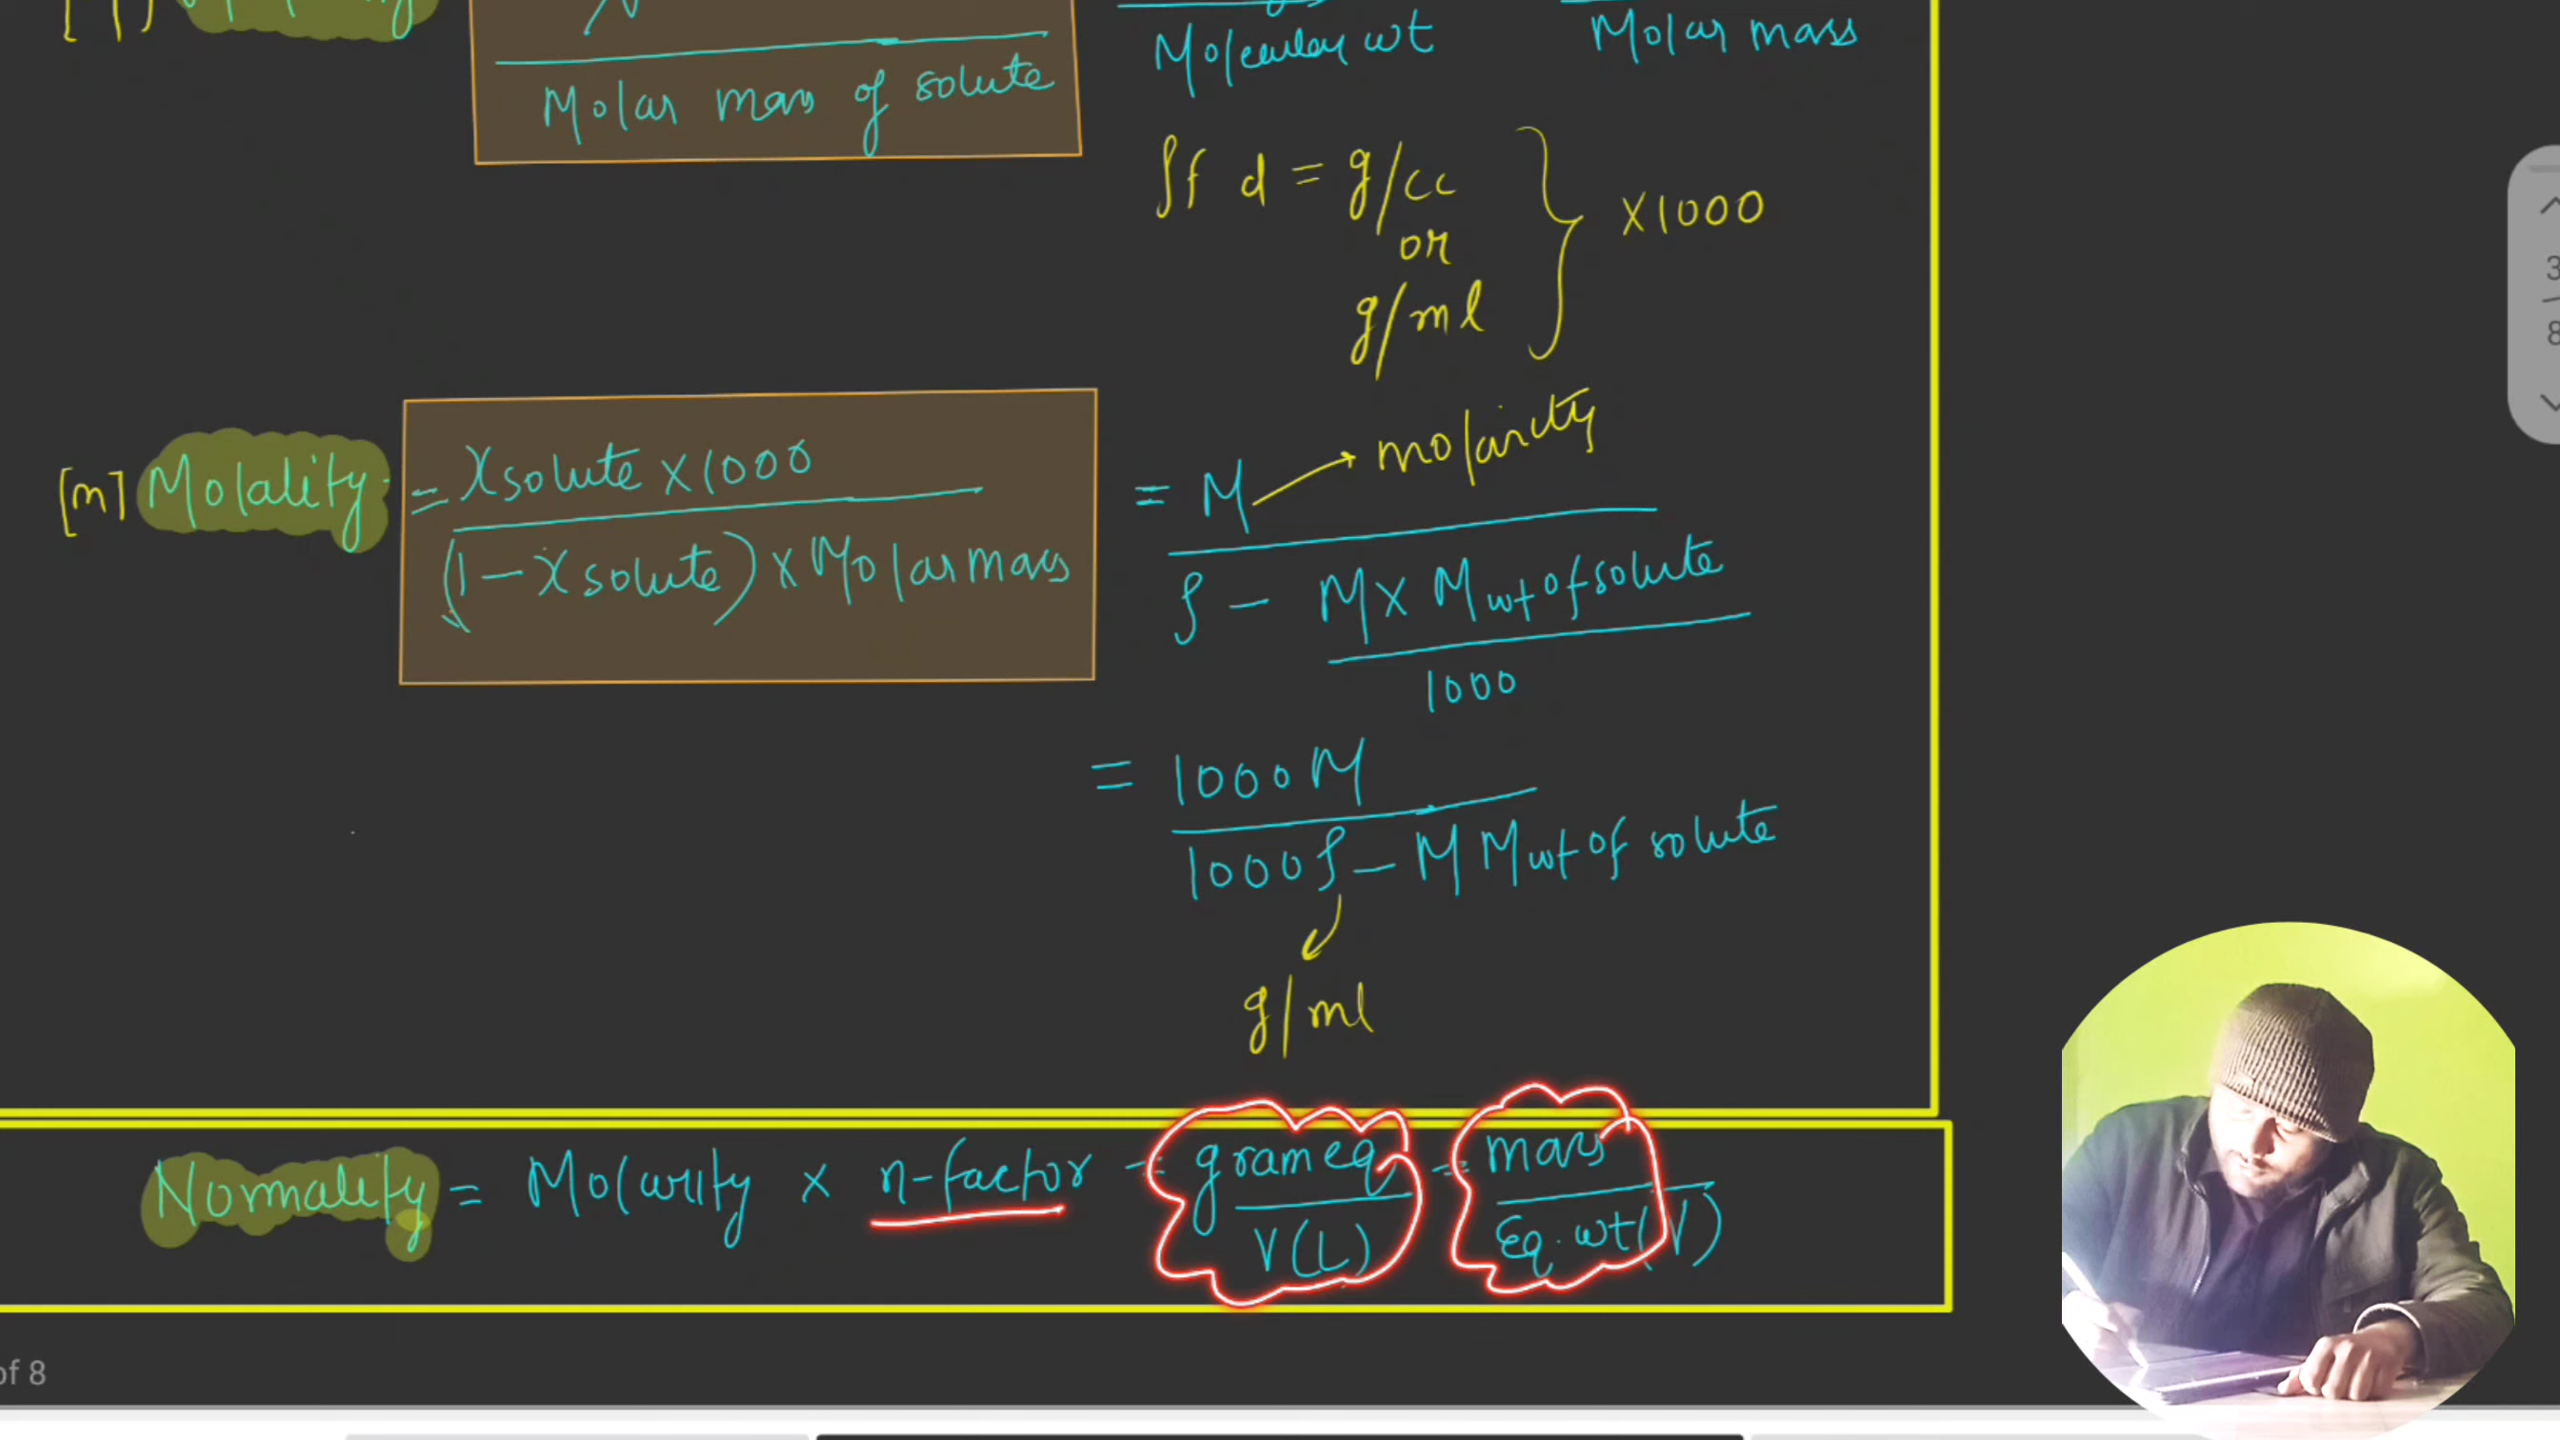 Molar mass of solute
Molecular wt
Molar mass
If d = g/cc
or
g/ml
} ×1000
[m] Molality = Xsolute ×1000
(1 - Xsolute) × Molar mass
= M → molarity
ρ - M × Mwt of solute
1000
= 1000M
1000ρ - M Mwt of solute
g/ml
Normality = Molarity × n-factor = gram eq = mass
V(L)
Eq. wt (V)
3
8
of 8